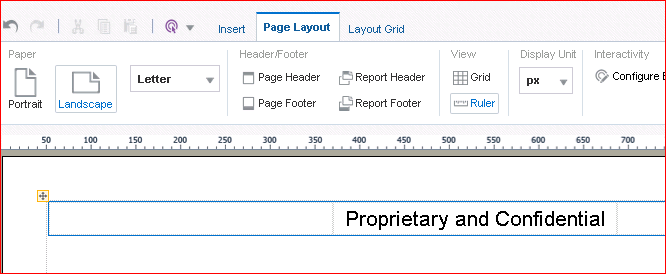 Insert Page Layout Layout Grid
Paper Header/Footer View Display Unit Interactivity
Portrait Landscape Letter Page Header Report Header Grid px Configure E
Page Footer Report Footer Ruler
50 100 150 200 250 300 350 400 450 500 550 600 650 700
Proprietary and Confidential